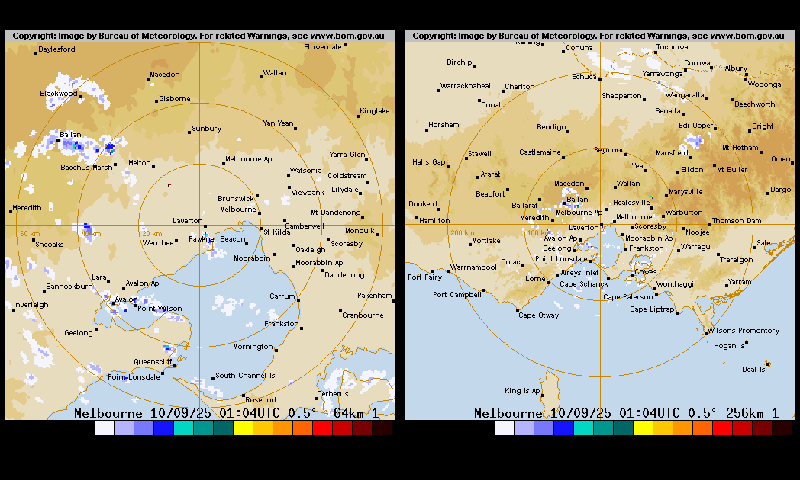 Copyright: Image by Bureau of Meteorology. For related Warnings, see www.bom.gov.au
Daylesford
Macedon
Wallan
Blackwood
Gisborne
Kinglake
Sunbury
Yan Yean
Ballan
Yarra Glen
Bacchus Marsh
Melton
Melbourne Ap
Watsonia
Coldstream
Viewbank
Lilydale
Brunswick
Meredith
Melbourne
Mt Dandenong
Laverton
St Kilda
Camberwell
Monbulk
Sheoaks
Werribee
Fawkner Beacon
Oakleigh
Scoresby
Moorabbin
Moorabbin Ap
Dandenong
Lara
Avalon Ap
Bannockburn
Avalon
Point Wilson
Carrum
Pakenham
Inverleigh
Cranbourne
Geelong
Frankston
Mornington
Queenscliff
Point Lonsdale
South Channel Is
Rosebud
Melbourne 10/09/25 01:04UTC 0.5° 64km 1
Copyright: Image by Bureau of Meteorology. For related Warnings, see www.bom.gov.au
Dirchip
Echuca
Yarrawonga
Albury
Wodonga
Warracknabeal
Charlton
Shepparton
Wangaratta
Beechworth
Donald
Benalla
Horsham
Bendigo
Edi Upper
Bright
Stawell
Castlemaine
Seymour
Mansfield
Mt Hotham
Halls Gap
Yea
Eildon
Mt Buller
Ararat
Beaufort
Macedon
Wallan
Marysville
Dargo
Ballarat
Ballan
Healesville
Meredith
Melbourne Ap
Melbourne
Warburton
Hamilton
Thomson Dam
Laverton
Scoresby
Noojee
Mortlake
Avalon Ap
Moorabbin Ap
Sale
Geelong
Frankston
Warragul
Colac
Point Lonsdale
Traralgon
Warrnambool
Aireys Inlet
Port Fairy
Lorne
Cape Schanck
Wonthaggi
Yarram
Port Campbell
Cape Paterson
Cape Otway
Cape Liptrap
Wilsons Promontory
Hogan Is
Deal Is
King Is Ap
Melbourne 10/09/25 01:04UTC 0.5° 256km 1